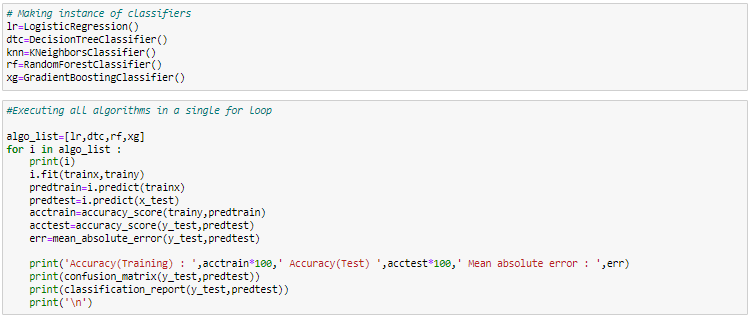 # Making instance of classifiers
lr=LogisticRegression()
dtc=DecisionTreeClassifier()
knn=KNeighborsClassifier()
rf=RandomForestClassifier()
xg=GradientBoostingClassifier()
#Executing all algorithms in a single for loop
algo_list=[lr,dtc,rf,xg]
for i in algo_list :
    print(i)
    i.fit(trainx,trainy)
    predtrain=i.predict(trainx)
    predtest=i.predict(x_test)
    acctrain=accuracy_score(trainy,predtrain)
    acctest=accuracy_score(y_test,predtest)
    err=mean_absolute_error(y_test,predtest)
    print('Accuracy(Training) : ',acctrain*100,' Accuracy(Test) ',acctest*100,' Mean absolute error : ',err)
    print(confusion_matrix(y_test,predtest))
    print(classification_report(y_test,predtest))
    print('\n')